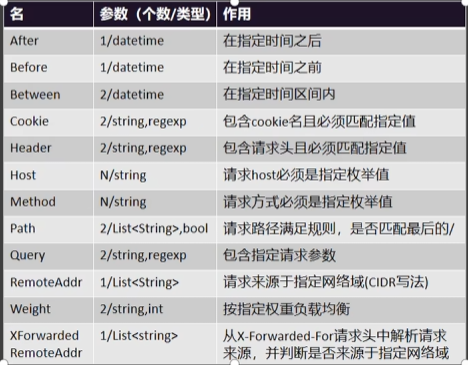 名 参数（个数/类型） 作用
After 1/datetime 在指定时间之后
Before 1/datetime 在指定时间之前
Between 2/datetime 在指定时间区间内
Cookie 2/string,regexp 包含cookie名且必须匹配指定值
Header 2/string,regexp 包含请求头且必须匹配指定值
Host N/string 请求host必须是指定枚举值
Method N/string 请求方式必须是指定枚举值
Path 2/List<String>,bool 请求路径满足规则，是否匹配最后的/
Query 2/string,regexp 包含指定请求参数
RemoteAddr 1/List<String> 请求来源于指定网络域(CIDR写法)
Weight 2/string,int 按指定权重负载均衡
XForwarded 1/List<string> 从X-Forwarded-For请求头中解析请求
RemoteAddr 来源，并判断是否来源于指定网络域